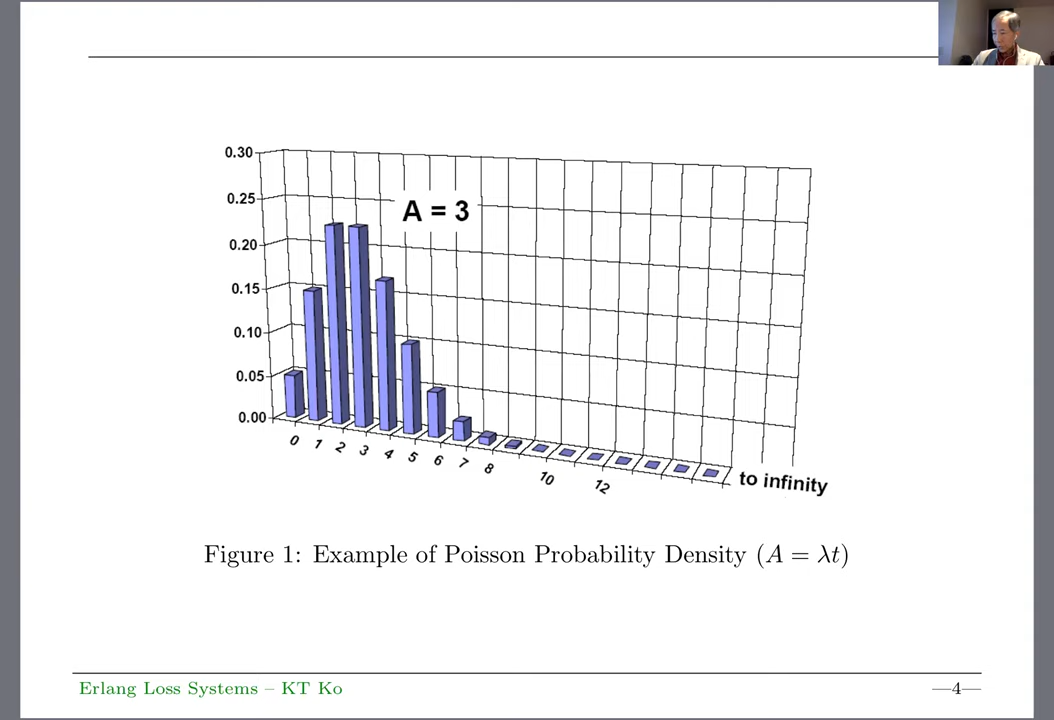 0.30
0.25
A = 3
0.20
0.15
0.10
0.05
0.00
0 1 2 3 4 5 6 7 8 10 12
to infinity
Figure 1: Example of Poisson Probability Density (A = λt)
Erlang Loss Systems – KT Ko
—4—